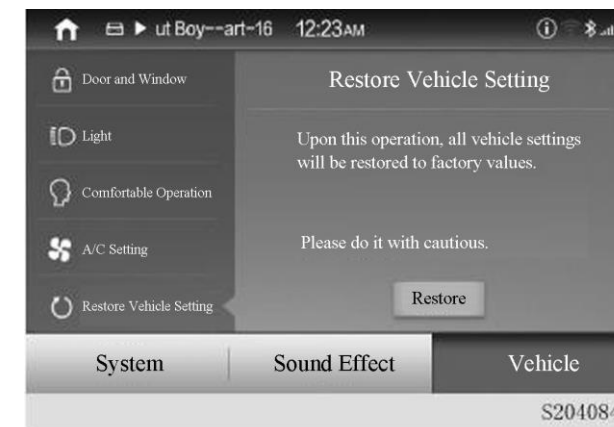 ut Boy--art-16 12:23AM
Door and Window
Light
Comfortable Operation
A/C Setting
Restore Vehicle Setting
Restore Vehicle Setting
Upon this operation, all vehicle settings
will be restored to factory values.
Please do it with cautious.
Restore
System Sound Effect Vehicle
S204084